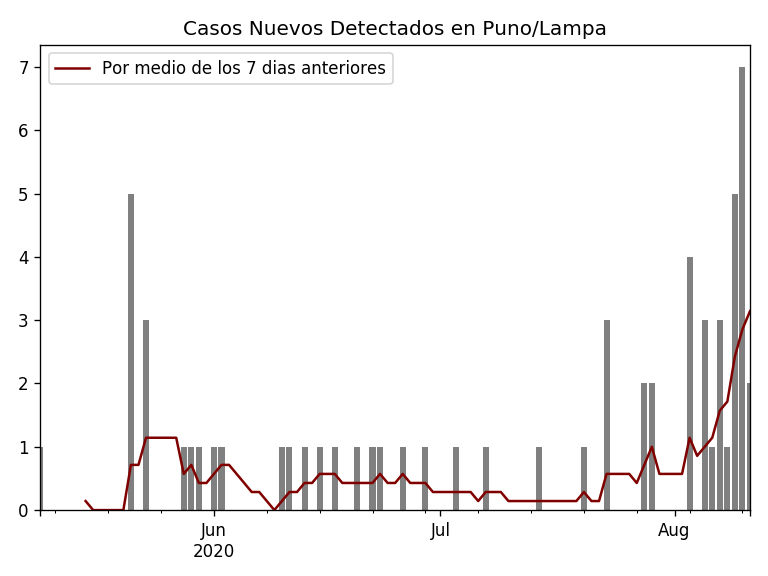 Casos Nuevos Detectados en Puno/Lampa
Por medio de los 7 dias anteriores
7
6
5
4
3
2
1
0
Jun
2020
Jul
Aug